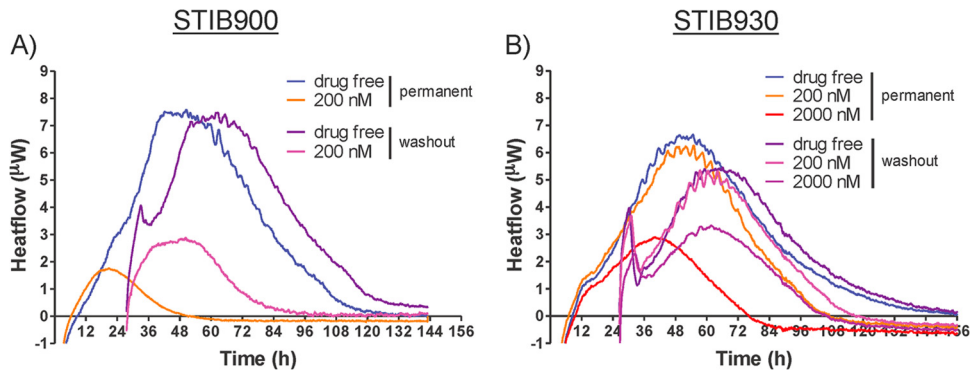 STIB900
STIB930
A)
9
8
7
6
5
4
3
2
1
0
-1
Heatflow (µW)
drug free
200 nM
permanent
drug free
200 nM
washout
12 24 36 48 60 72 84 96 108 120 132 144 156
Time (h)
B)
9
8
7
6
5
4
3
2
1
0
-1
Heatflow (µW)
drug free
200 nM
2000 nM
permanent
drug free
200 nM
2000 nM
washout
12 24 36 48 60 72 84 96 108 120 132 144 156
Time (h)